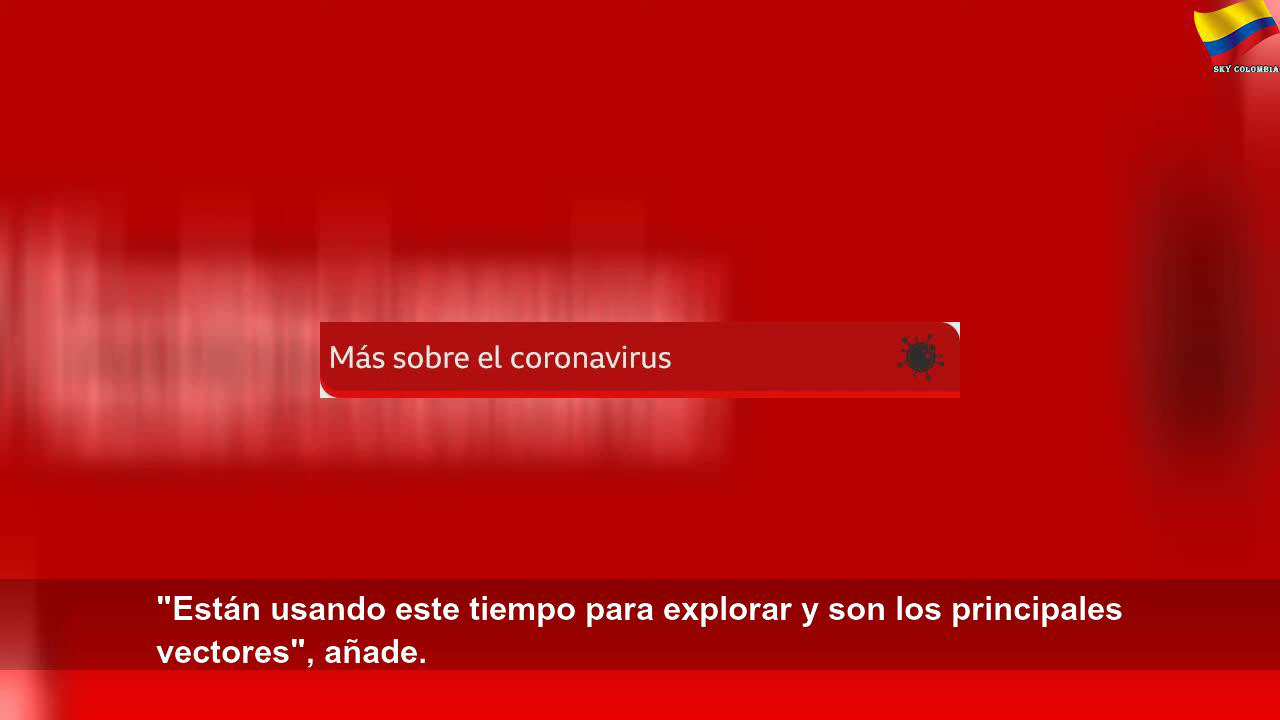 SKY COLOMBIA
Más sobre el coronavirus
"Están usando este tiempo para explorar y son los principales
vectores", añade.